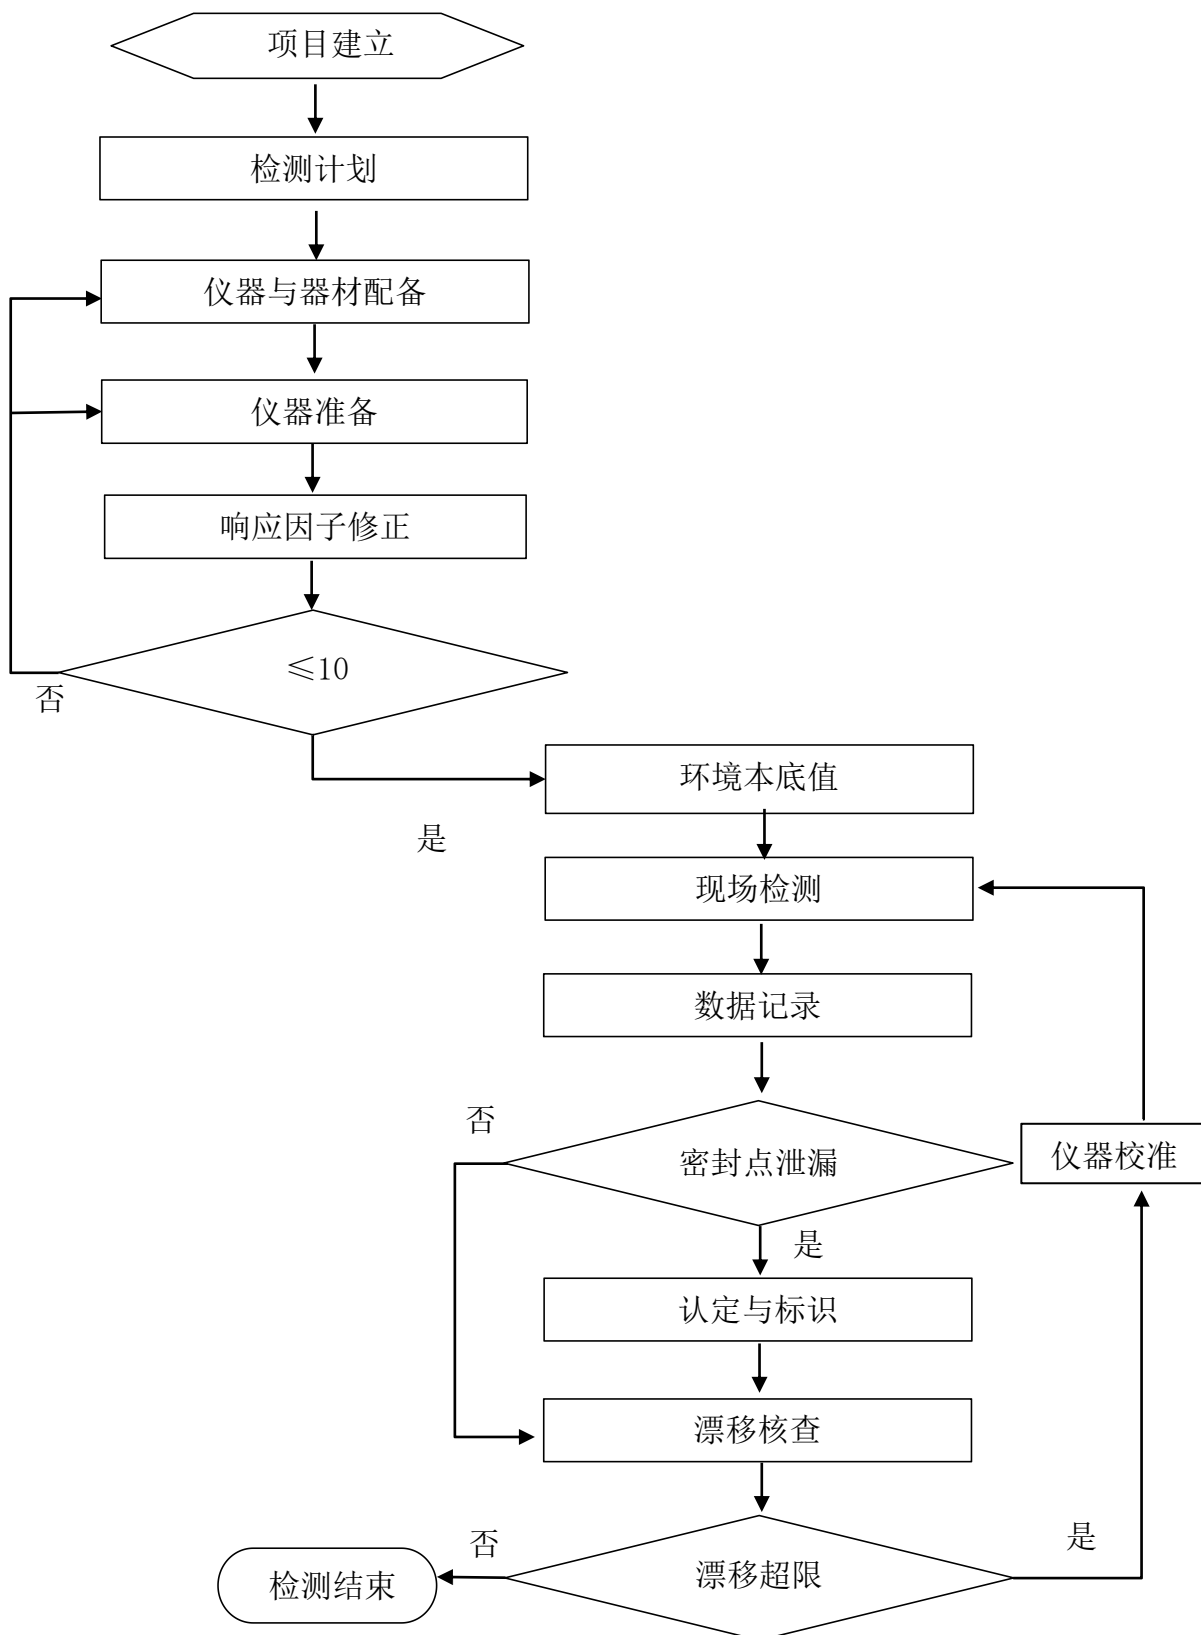 项目建立
检测计划
仪器与器材配备
仪器准备
响应因子修正
≤10
否
环境本底值
是
现场检测
数据记录
否
密封点泄漏
仪器校准
是
认定与标识
漂移核查
否
是
漂移超限
检测结束